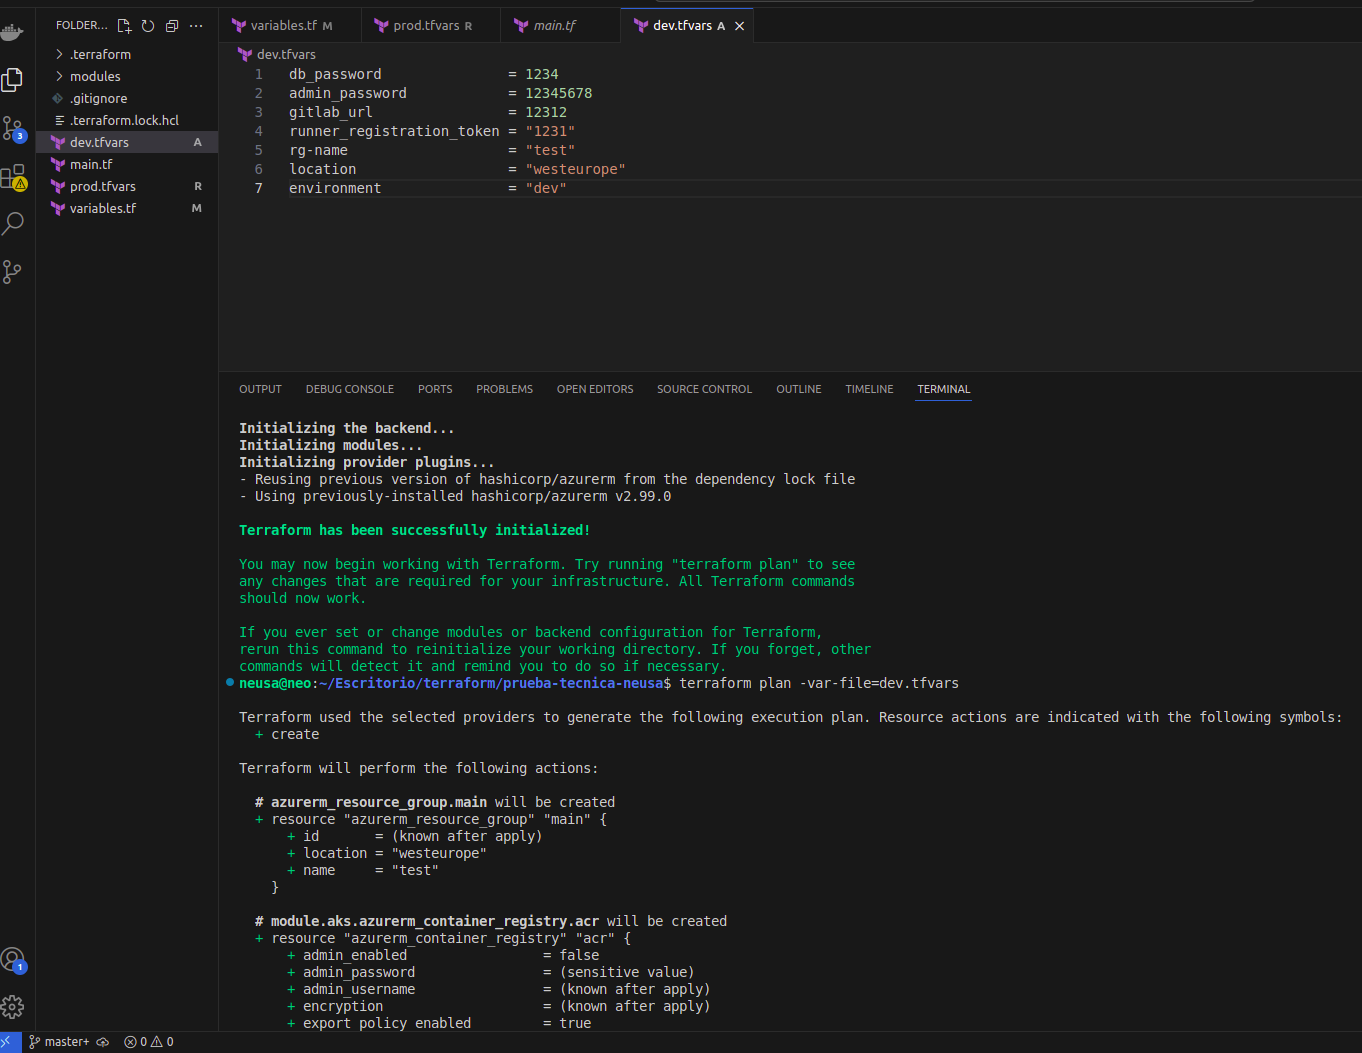 FOLDER...
variables.tf M
prod.tfvars R
main.tf
dev.tfvars A
.terraform
modules
.gitignore
.terraform.lock.hcl
dev.tfvars A
main.tf
prod.tfvars R
variables.tf M
3
dev.tfvars
1 db_password = 1234
2 admin_password = 12345678
3 gitlab_url = 12312
4 runner_registration_token = "1231"
5 rg-name = "test"
6 location = "westeurope"
7 environment = "dev"
OUTPUT DEBUG CONSOLE PORTS PROBLEMS OPEN EDITORS SOURCE CONTROL OUTLINE TIMELINE TERMINAL
Initializing the backend...
Initializing modules...
Initializing provider plugins...
- Reusing previous version of hashicorp/azurerm from the dependency lock file
- Using previously-installed hashicorp/azurerm v2.99.0
Terraform has been successfully initialized!
You may now begin working with Terraform. Try running "terraform plan" to see
any changes that are required for your infrastructure. All Terraform commands
should now work.
If you ever set or change modules or backend configuration for Terraform,
rerun this command to reinitialize your working directory. If you forget, other
commands will detect it and remind you to do so if necessary.
neusa@neo:~/Escritorio/terraform/prueba-tecnica-neusa$ terraform plan -var-file=dev.tfvars
Terraform used the selected providers to generate the following execution plan. Resource actions are indicated with the following symbols:
+ create
Terraform will perform the following actions:
# azurerm_resource_group.main will be created
+ resource "azurerm_resource_group" "main" {
+ id = (known after apply)
+ location = "westeurope"
+ name = "test"
}
# module.aks.azurerm_container_registry.acr will be created
+ resource "azurerm_container_registry" "acr" {
+ admin_enabled = false
+ admin_password = (sensitive value)
+ admin_username = (known after apply)
+ encryption = (known after apply)
+ export_policy_enabled = true
1
master+ 0 0